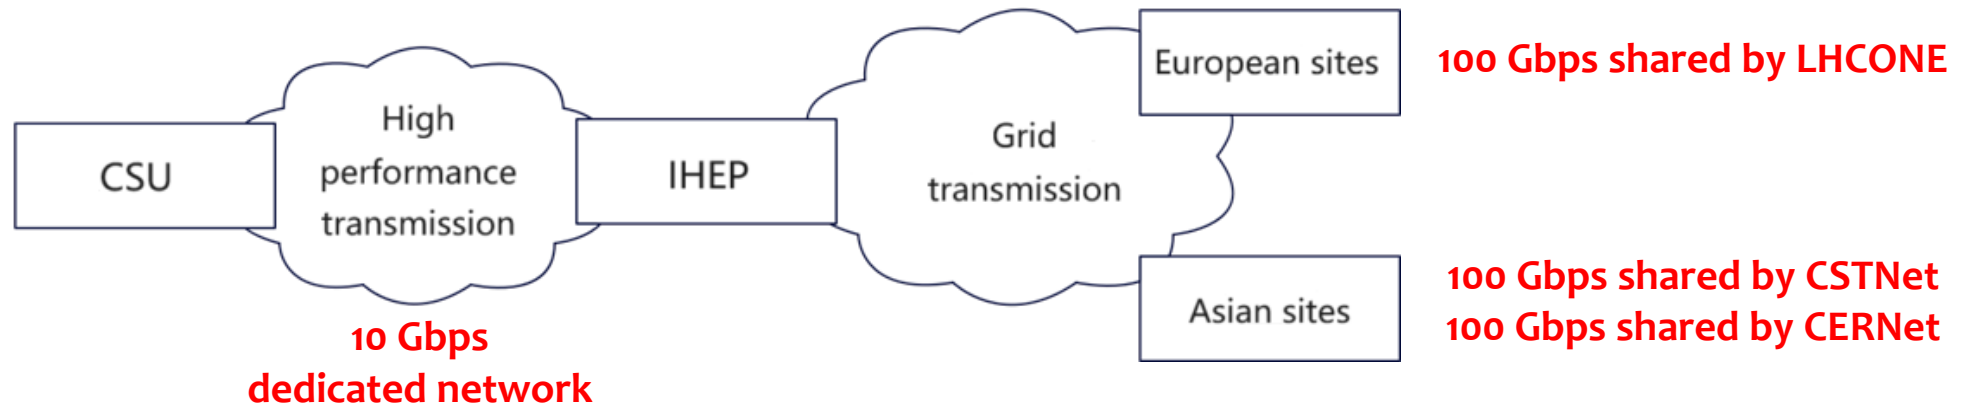 CSU
High
performance
transmission
10 Gbps
dedicated network
IHEP
Grid
transmission
European sites
100 Gbps shared by LHCONE
Asian sites
100 Gbps shared by CSTNet
100 Gbps shared by CERNet